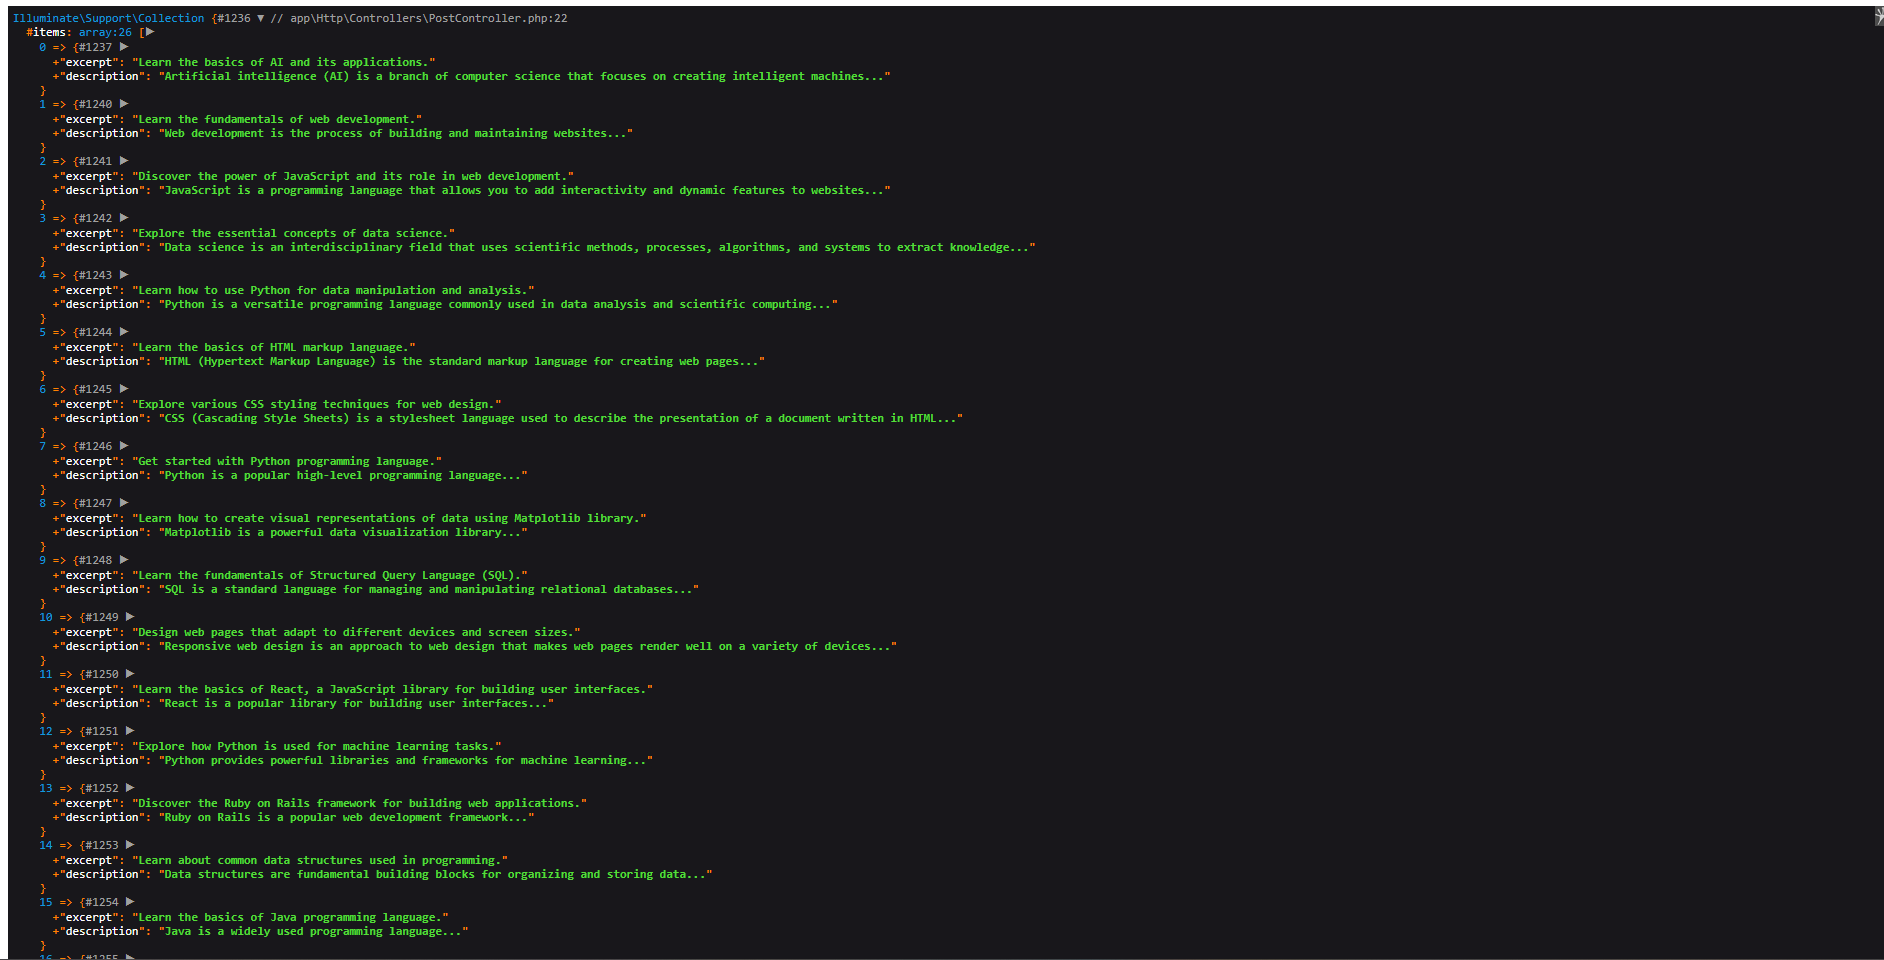 Illuminate\Support\Collection {#1236 ▼ // app\Http\Controllers\PostController.php:22
#items: array:26 [▶
0 => {#1237 ▶
+"excerpt": "Learn the basics of AI and its applications."
+"description": "Artificial intelligence (AI) is a branch of computer science that focuses on creating intelligent machines..."
}
1 => {#1240 ▶
+"excerpt": "Learn the fundamentals of web development."
+"description": "Web development is the process of building and maintaining websites..."
}
2 => {#1241 ▶
+"excerpt": "Discover the power of JavaScript and its role in web development."
+"description": "JavaScript is a programming language that allows you to add interactivity and dynamic features to websites..."
}
3 => {#1242 ▶
+"excerpt": "Explore the essential concepts of data science."
+"description": "Data science is an interdisciplinary field that uses scientific methods, processes, algorithms, and systems to extract knowledge..."
}
4 => {#1243 ▶
+"excerpt": "Learn how to use Python for data manipulation and analysis."
+"description": "Python is a versatile programming language commonly used in data analysis and scientific computing..."
}
5 => {#1244 ▶
+"excerpt": "Learn the basics of HTML markup language."
+"description": "HTML (Hypertext Markup Language) is the standard markup language for creating web pages..."
}
6 => {#1245 ▶
+"excerpt": "Explore various CSS styling techniques for web design."
+"description": "CSS (Cascading Style Sheets) is a stylesheet language used to describe the presentation of a document written in HTML..."
}
7 => {#1246 ▶
+"excerpt": "Get started with Python programming language."
+"description": "Python is a popular high-level programming language..."
}
8 => {#1247 ▶
+"excerpt": "Learn how to create visual representations of data using Matplotlib library."
+"description": "Matplotlib is a powerful data visualization library..."
}
9 => {#1248 ▶
+"excerpt": "Learn the fundamentals of Structured Query Language (SQL)."
+"description": "SQL is a standard language for managing and manipulating relational databases..."
}
10 => {#1249 ▶
+"excerpt": "Design web pages that adapt to different devices and screen sizes."
+"description": "Responsive web design is an approach to web design that makes web pages render well on a variety of devices..."
}
11 => {#1250 ▶
+"excerpt": "Learn the basics of React, a JavaScript library for building user interfaces."
+"description": "React is a popular library for building user interfaces..."
}
12 => {#1251 ▶
+"excerpt": "Explore how Python is used for machine learning tasks."
+"description": "Python provides powerful libraries and frameworks for machine learning..."
}
13 => {#1252 ▶
+"excerpt": "Discover the Ruby on Rails framework for building web applications."
+"description": "Ruby on Rails is a popular web development framework..."
}
14 => {#1253 ▶
+"excerpt": "Learn about common data structures used in programming."
+"description": "Data structures are fundamental building blocks for organizing and storing data..."
}
15 => {#1254 ▶
+"excerpt": "Learn the basics of Java programming language."
+"description": "Java is a widely used programming language..."
}
16 => {#1255 ▶